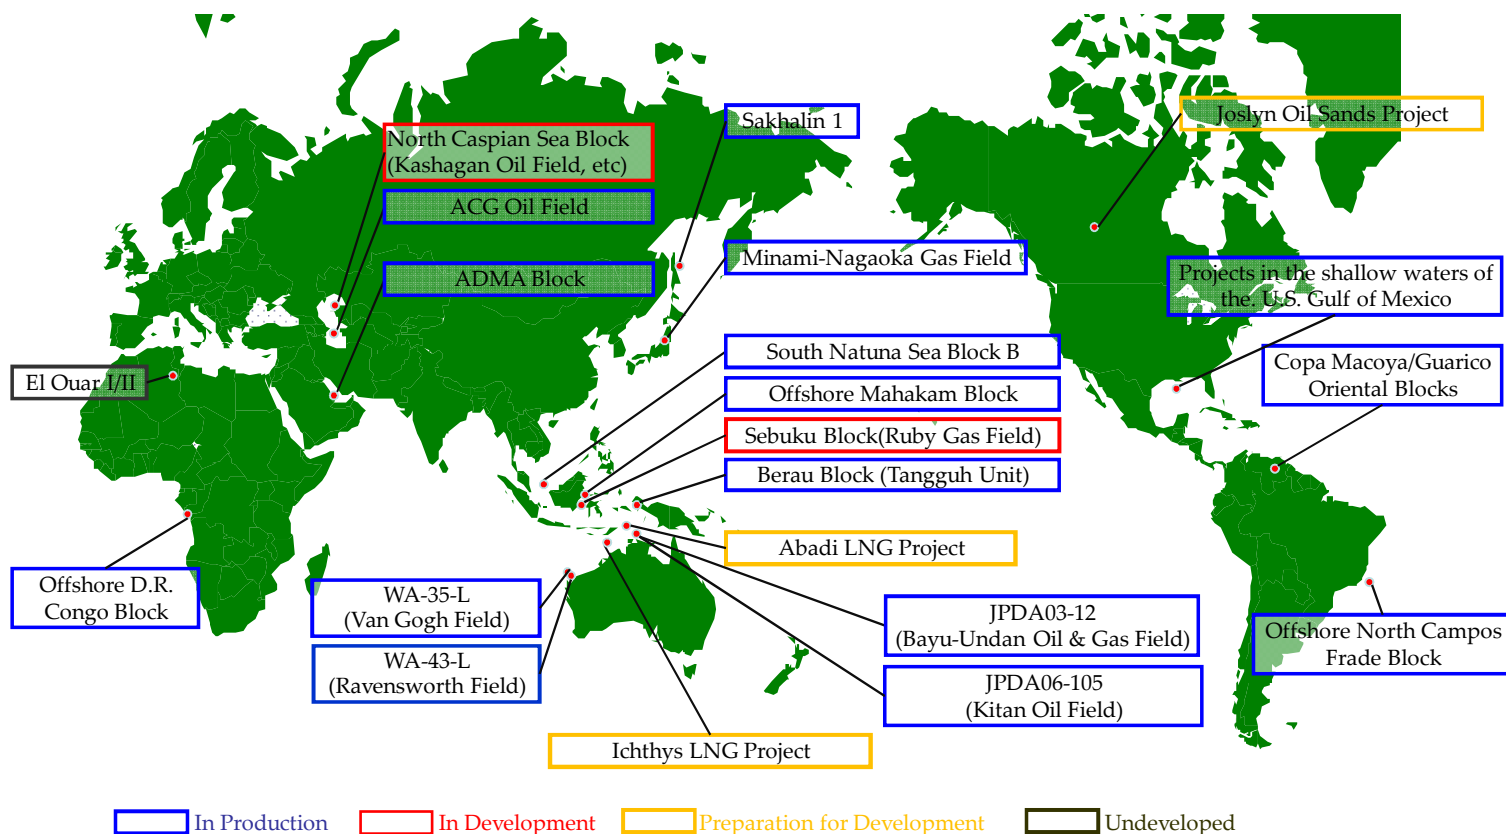 Sakhalin 1
Joslyn Oil Sands Project
North Caspian Sea Block
(Kashagan Oil Field, etc)
ACG Oil Field
ADMA Block
Minami-Nagaoka Gas Field
Projects in the shallow waters of
the. U.S. Gulf of Mexico
El Ouar I/II
South Natuna Sea Block B
Copa Macoya/Guarico
Oriental Blocks
Offshore Mahakam Block
Sebuku Block(Ruby Gas Field)
Berau Block (Tangguh Unit)
Abadi LNG Project
Offshore D.R.
Congo Block
WA-35-L
(Van Gogh Field)
JPDA03-12
(Bayu-Undan Oil & Gas Field)
Offshore North Campos
Frade Block
WA-43-L
(Ravensworth Field)
JPDA06-105
(Kitan Oil Field)
Ichthys LNG Project
In Production
In Development
Preparation for Development
Undeveloped